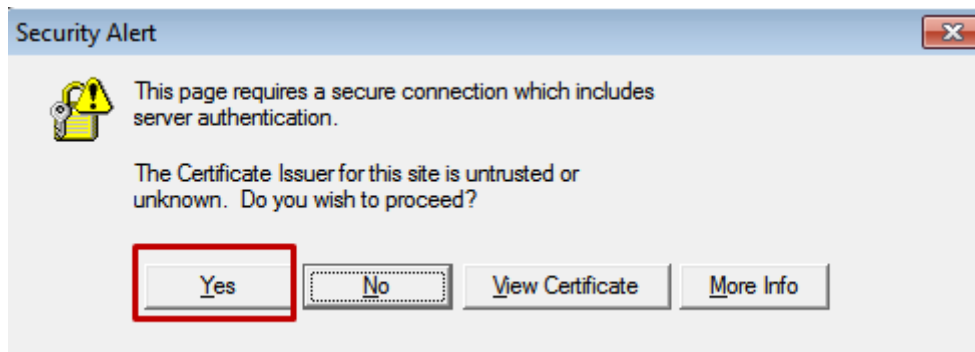 Security Alert
This page requires a secure connection which includes
server authentication.
The Certificate Issuer for this site is untrusted or
unknown.  Do you wish to proceed?
Yes No View Certificate More Info